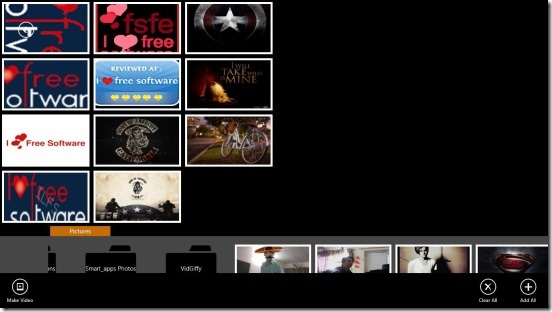 fsfe
I free
I WILL
TAKE WHAT
IS MINE
free
oftwar
REVIEWED AT :
I free software
I Free Software
free
software
Pictures
ons
Smart_apps Photos
VidGiffy
Make Video
Clear All
Add All